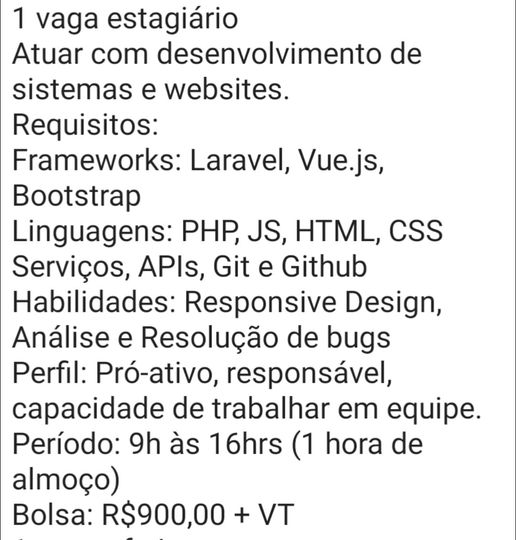 1 vaga estagiário
Atuar com desenvolvimento de
sistemas e websites.
Requisitos:
Frameworks: Laravel, Vue.js,
Bootstrap
Linguagens: PHP, JS, HTML, CSS
Serviços, APIs, Git e Github
Habilidades: Responsive Design,
Análise e Resolução de bugs
Perfil: Pró-ativo, responsável,
capacidade de trabalhar em equipe.
Período: 9h às 16hrs (1 hora de
almoço)
Bolsa: R$900,00 + VT